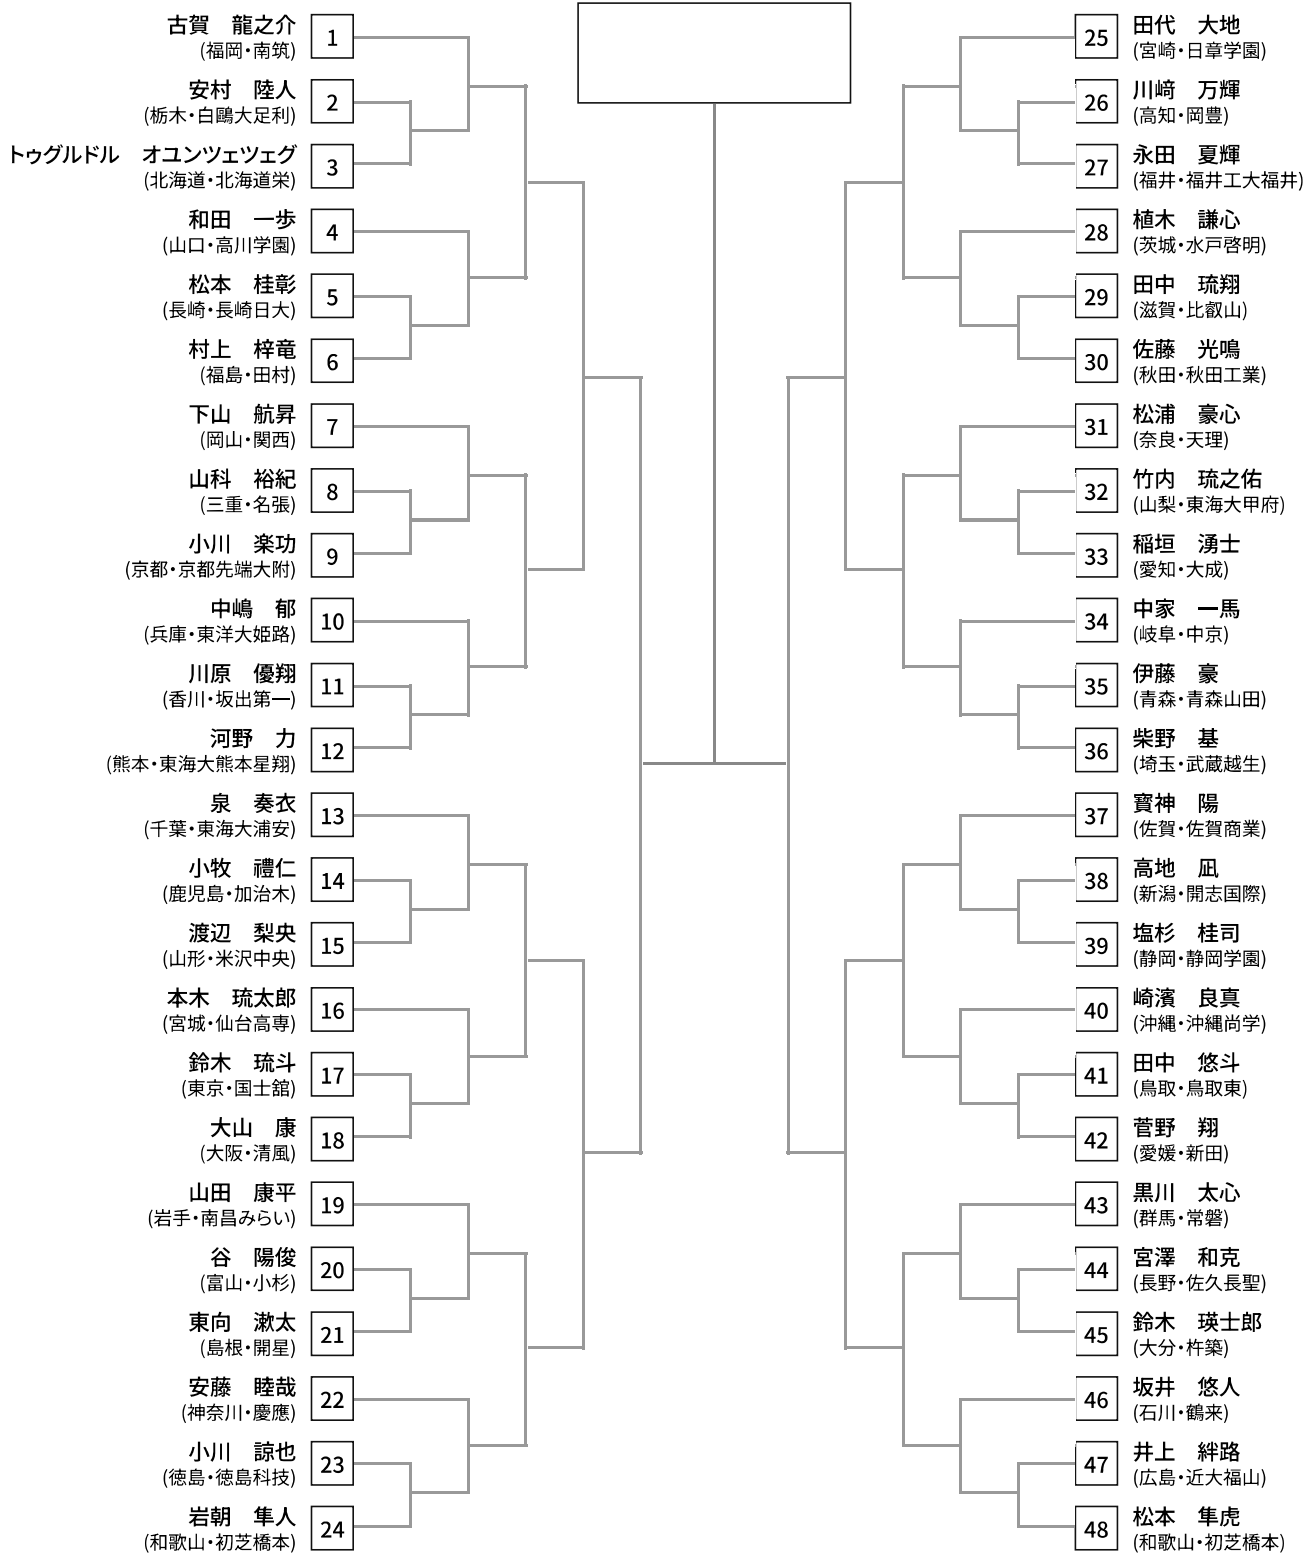 古賀　龍之介
(福岡・南筑)
1
安村　陸人
(栃木・白鷗大足利)
2
トゥグルドル　オユンツェツェグ
(北海道・北海道栄)
3
和田　一歩
(山口・高川学園)
4
松本　桂彰
(長崎・長崎日大)
5
村上　梓竜
(福島・田村)
6
下山　航昇
(岡山・関西)
7
山科　裕紀
(三重・名張)
8
小川　楽功
(京都・京都先端大附)
9
中嶋　郁
(兵庫・東洋大姫路)
10
川原　優翔
(香川・坂出第一)
11
河野　力
(熊本・東海大熊本星翔)
12
泉　奏衣
(千葉・東海大浦安)
13
小牧　禮仁
(鹿児島・加治木)
14
渡辺　梨央
(山形・米沢中央)
15
本木　琉太郎
(宮城・仙台高専)
16
鈴木　琉斗
(東京・国士舘)
17
大山　康
(大阪・清風)
18
山田　康平
(岩手・南昌みらい)
19
谷　陽俊
(富山・小杉)
20
東向　漱太
(島根・開星)
21
安藤　睦哉
(神奈川・慶應)
22
小川　諒也
(徳島・徳島科技)
23
岩朝　隼人
(和歌山・初芝橋本)
24
25
田代　大地
(宮崎・日章学園)
26
川﨑　万輝
(高知・岡豊)
27
永田　夏輝
(福井・福井工大福井)
28
植木　謙心
(茨城・水戸啓明)
29
田中　琉翔
(滋賀・比叡山)
30
佐藤　光鳴
(秋田・秋田工業)
31
松浦　豪心
(奈良・天理)
32
竹内　琉之佑
(山梨・東海大甲府)
33
稲垣　湧士
(愛知・大成)
34
中家　一馬
(岐阜・中京)
35
伊藤　豪
(青森・青森山田)
36
柴野　基
(埼玉・武蔵越生)
37
寳神　陽
(佐賀・佐賀商業)
38
高地　凪
(新潟・開志国際)
39
塩杉　桂司
(静岡・静岡学園)
40
崎濱　良真
(沖縄・沖縄尚学)
41
田中　悠斗
(鳥取・鳥取東)
42
菅野　翔
(愛媛・新田)
43
黒川　太心
(群馬・常磐)
44
宮澤　和克
(長野・佐久長聖)
45
鈴木　瑛士郎
(大分・杵築)
46
坂井　悠人
(石川・鶴来)
47
井上　絆路
(広島・近大福山)
48
松本　隼虎
(和歌山・初芝橋本)